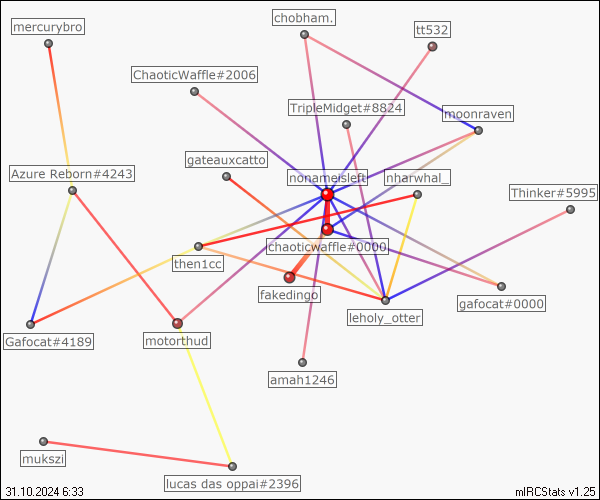 chobham.
mercurybro
tt532
ChaoticWaffle#2006
TripleMidget#8824
moonraven
gateauxcatto
Azure Reborn#4243
nonameisleft
nharwhal_
Thinker#5995
chaoticwaffle#0000
then1cc
fakedingo
gafocat#0000
leholy_otter
Gafocat#4189
motorthud
amah1246
mukszi
lucas das oppai#2396
31.10.2024 6:33
mIRCStats v1.25